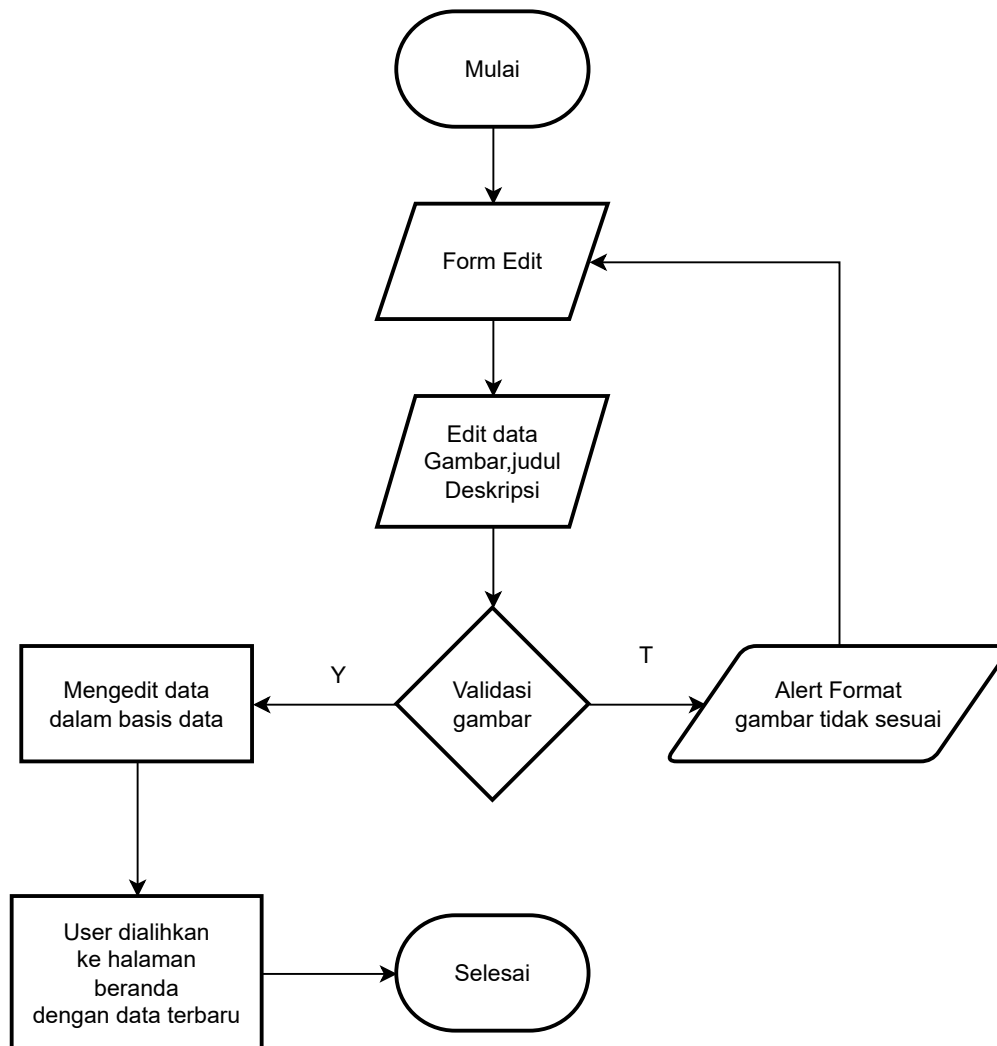 Mulai
Form Edit
Edit data
Gambar,judul
Deskripsi
Validasi
gambar
Y
T
Mengedit data
dalam basis data
Alert Format
gambar tidak sesuai
User dialihkan
ke halaman
beranda
dengan data terbaru
Selesai